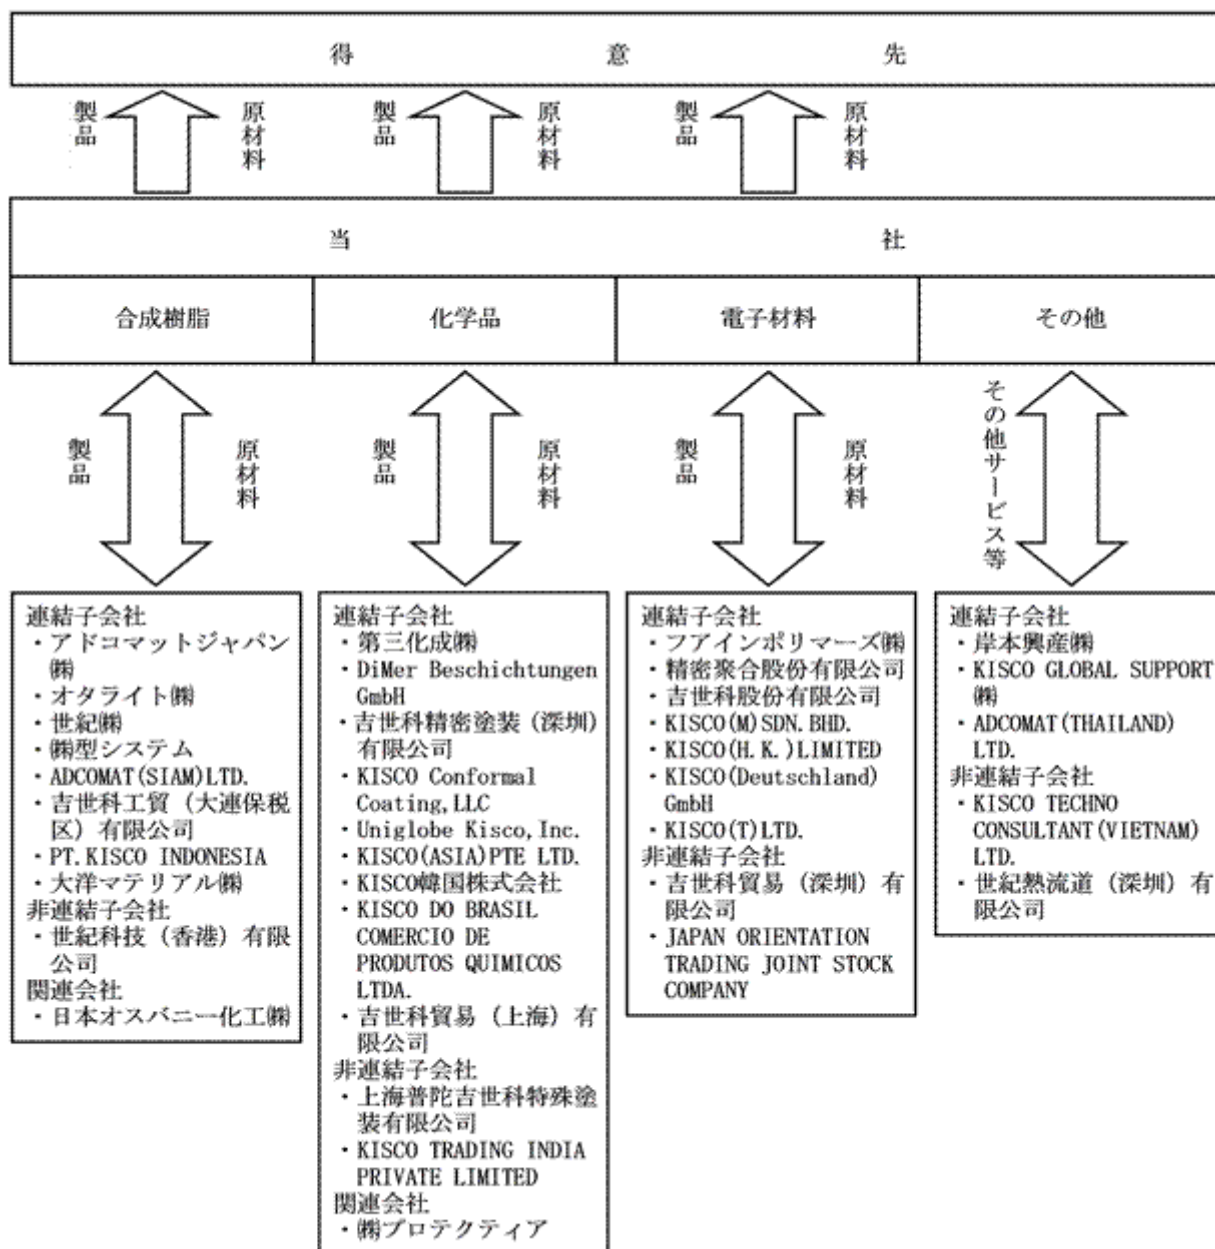 得意先
製品
原材料
製品
原材料
製品
原材料
当社
合成樹脂
化学品
電子材料
その他
製品
原材料
製品
原材料
製品
原材料
その他サービス等
連結子会社
・アドコマットジャパン
㈱
・オタライト㈱
・世紀㈱
・㈱型システム
・ADCOMAT(SIAM)LTD.
・吉世科工貿（大連保税
区）有限公司
・PT.KISCO INDONESIA
・大洋マテリアル㈱
非連結子会社
・世紀科技（香港）有限
公司
関連会社
・日本オスバニー化工㈱
連結子会社
・第三化成㈱
・DiMer Beschichtungen
GmbH
・吉世科精密塗装（深圳）
有限公司
・KISCO Conformal
Coating,LLC
・Uniglobe Kisco,Inc.
・KISCO(ASIA)PTE LTD.
・KISCO韓国株式会社
・KISCO DO BRASIL
COMERCIO DE
PRODUTOS QUIMICOS
LTDA.
・吉世科貿易（上海）有
限公司
非連結子会社
・上海普陀吉世科特殊塗
装有限公司
・KISCO TRADING INDIA
PRIVATE LIMITED
関連会社
・㈱プロテクティア
連結子会社
・フアインポリマーズ㈱
・精密聚合股份有限公司
・吉世科股份有限公司
・KISCO(M)SDN.BHD.
・KISCO(H.K.)LIMITED
・KISCO(Deutschland)
GmbH
・KISCO(T)LTD.
非連結子会社
・吉世科貿易（深圳）有
限公司
・JAPAN ORIENTATION
TRADING JOINT STOCK
COMPANY
連結子会社
・岸本興産㈱
・KISCO GLOBAL SUPPORT
㈱
・ADCOMAT(THAILAND)
LTD.
非連結子会社
・KISCO TECHNO
CONSULTANT(VIETNAM)
LTD.
・世紀熱流道（深圳）有
限公司